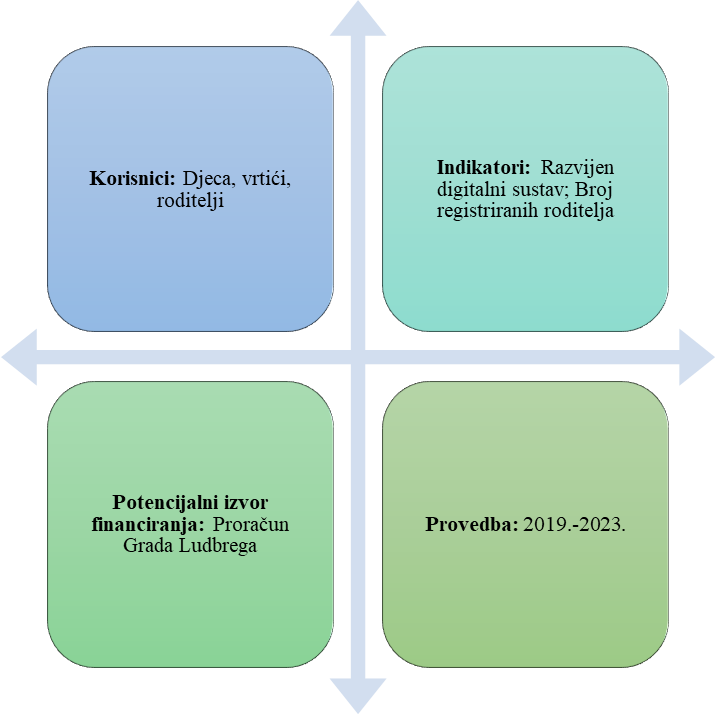 Korisnici: Djeca, vrtići,
roditelji
Indikatori: Razvijen
digitalni sustav; Broj
registriranih roditelja
Potencijalni izvor
financiranja: Proračun
Grada Ludbrega
Provedba: 2019.-2023.